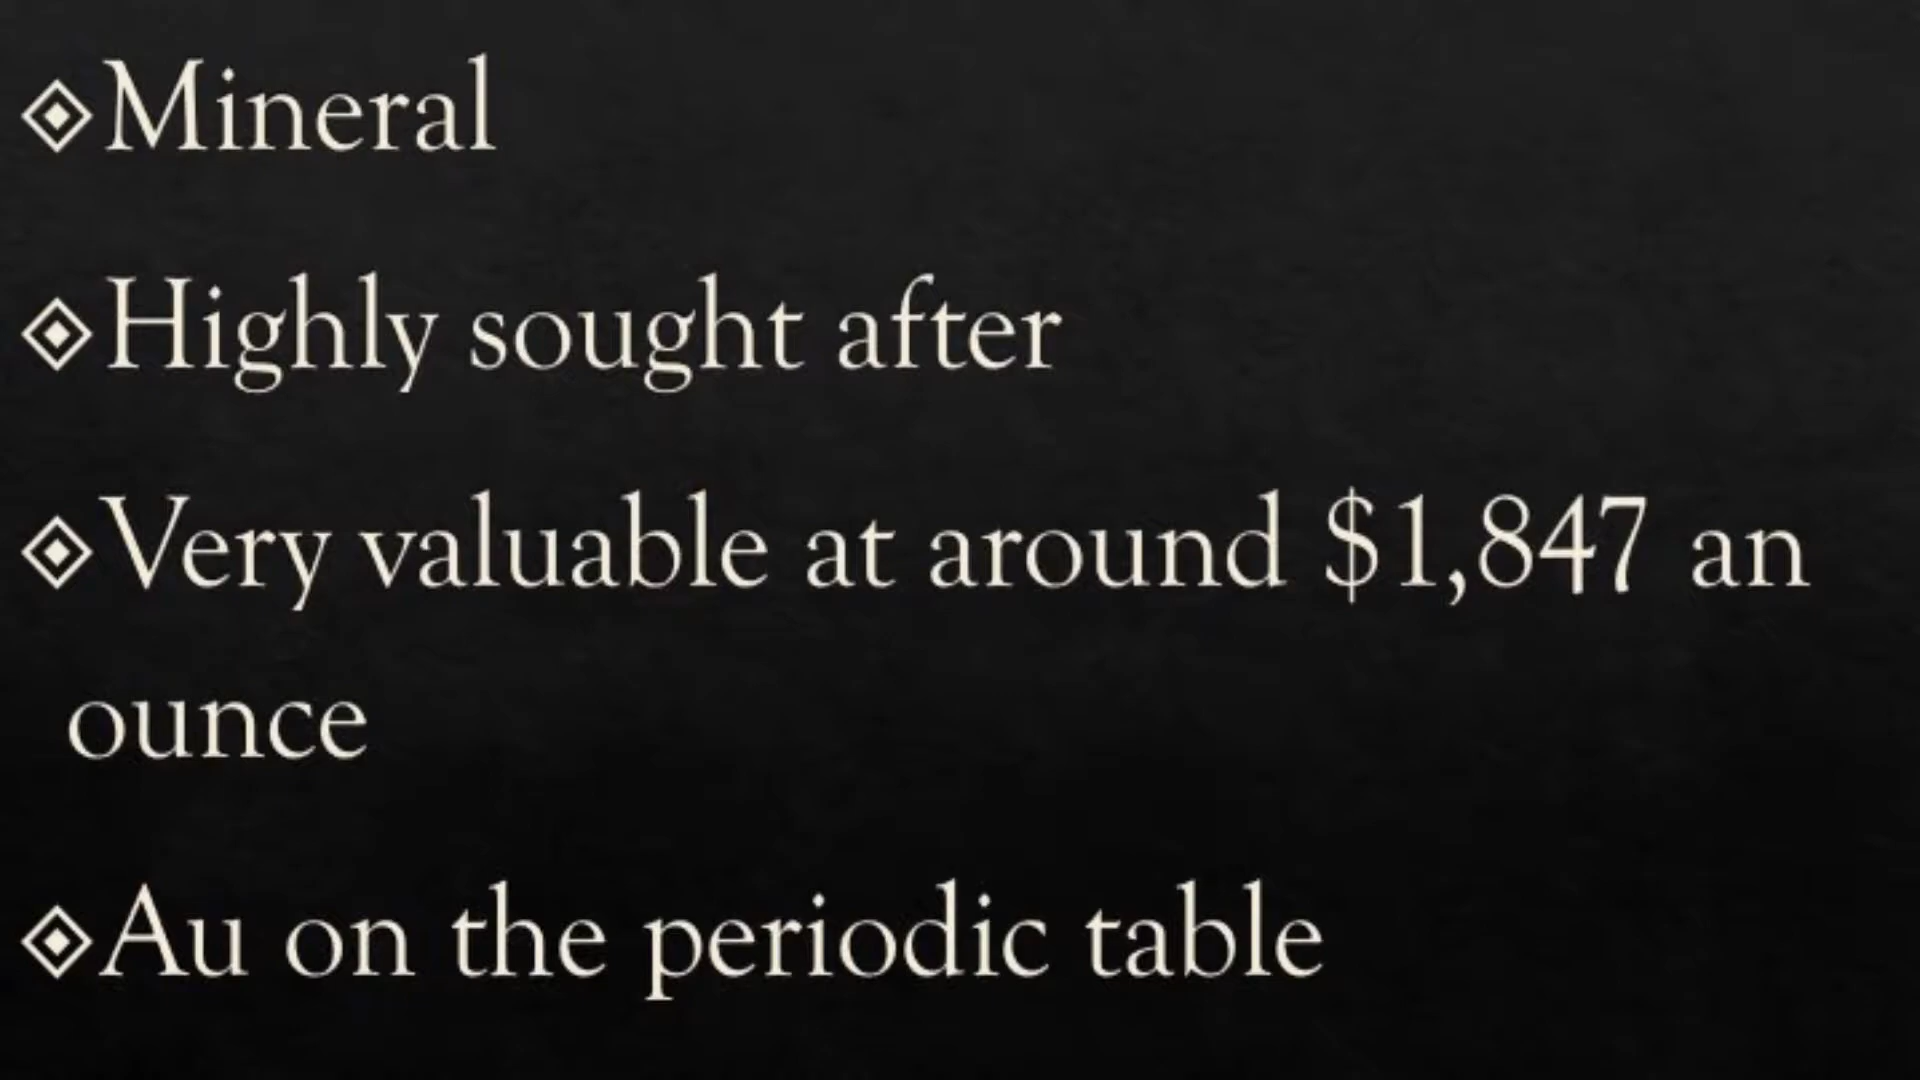 Mineral
Highly sought after
Very valuable at around $1,847 an
ounce
Au on the periodic table